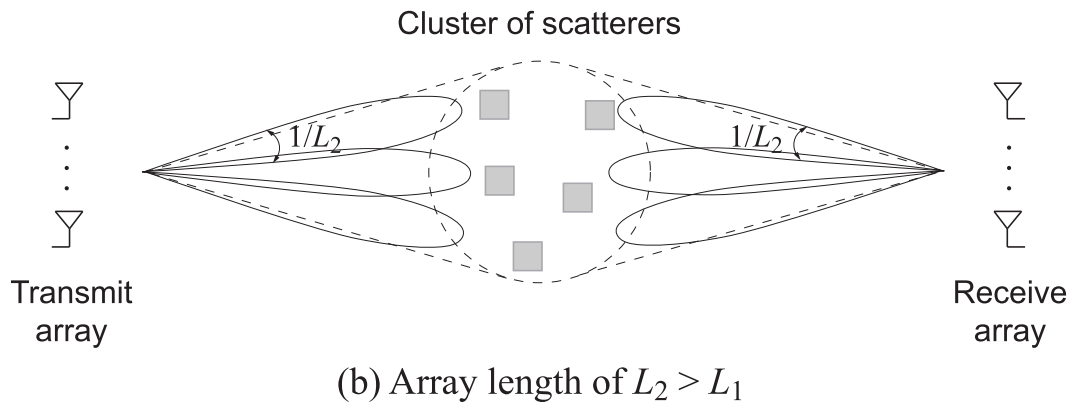 Cluster of scatterers
1/L₂
1/L₂
Transmit
array
Receive
array
(b) Array length of L₂ > L₁